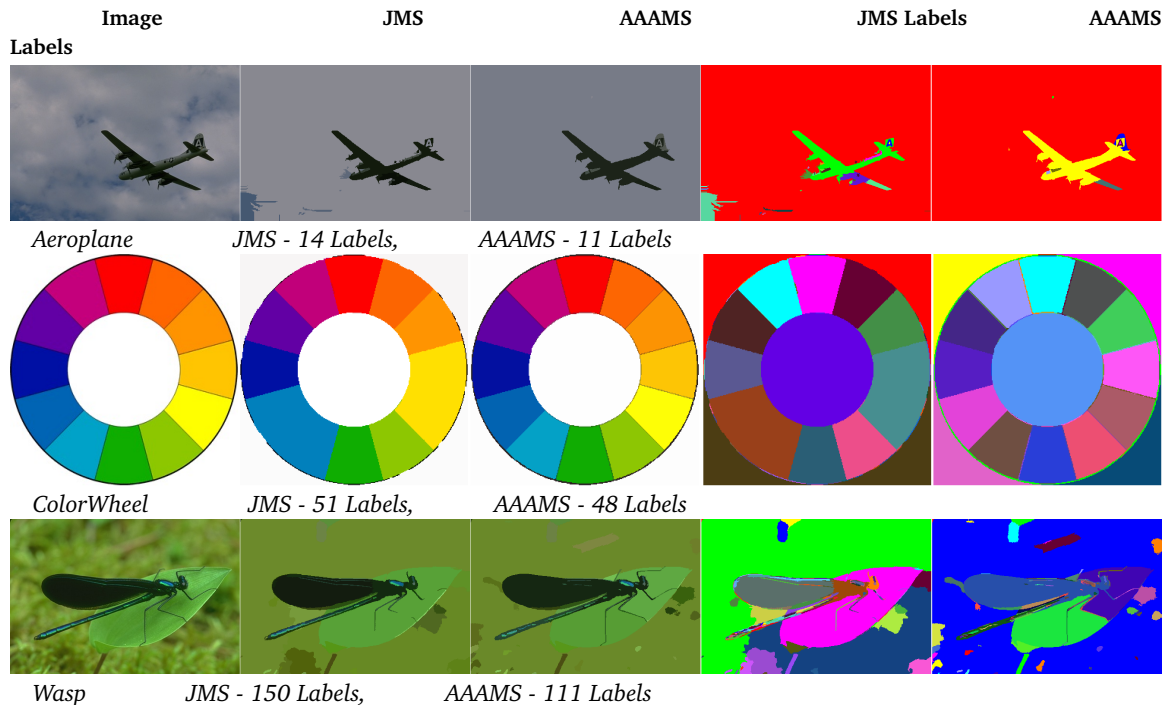 Image JMS AAAMS JMS Labels AAAMS
Labels
A A A A A
Aeroplane JMS - 14 Labels, AAAMS - 11 Labels
ColorWheel JMS - 51 Labels, AAAMS - 48 Labels
Wasp JMS - 150 Labels, AAAMS - 111 Labels